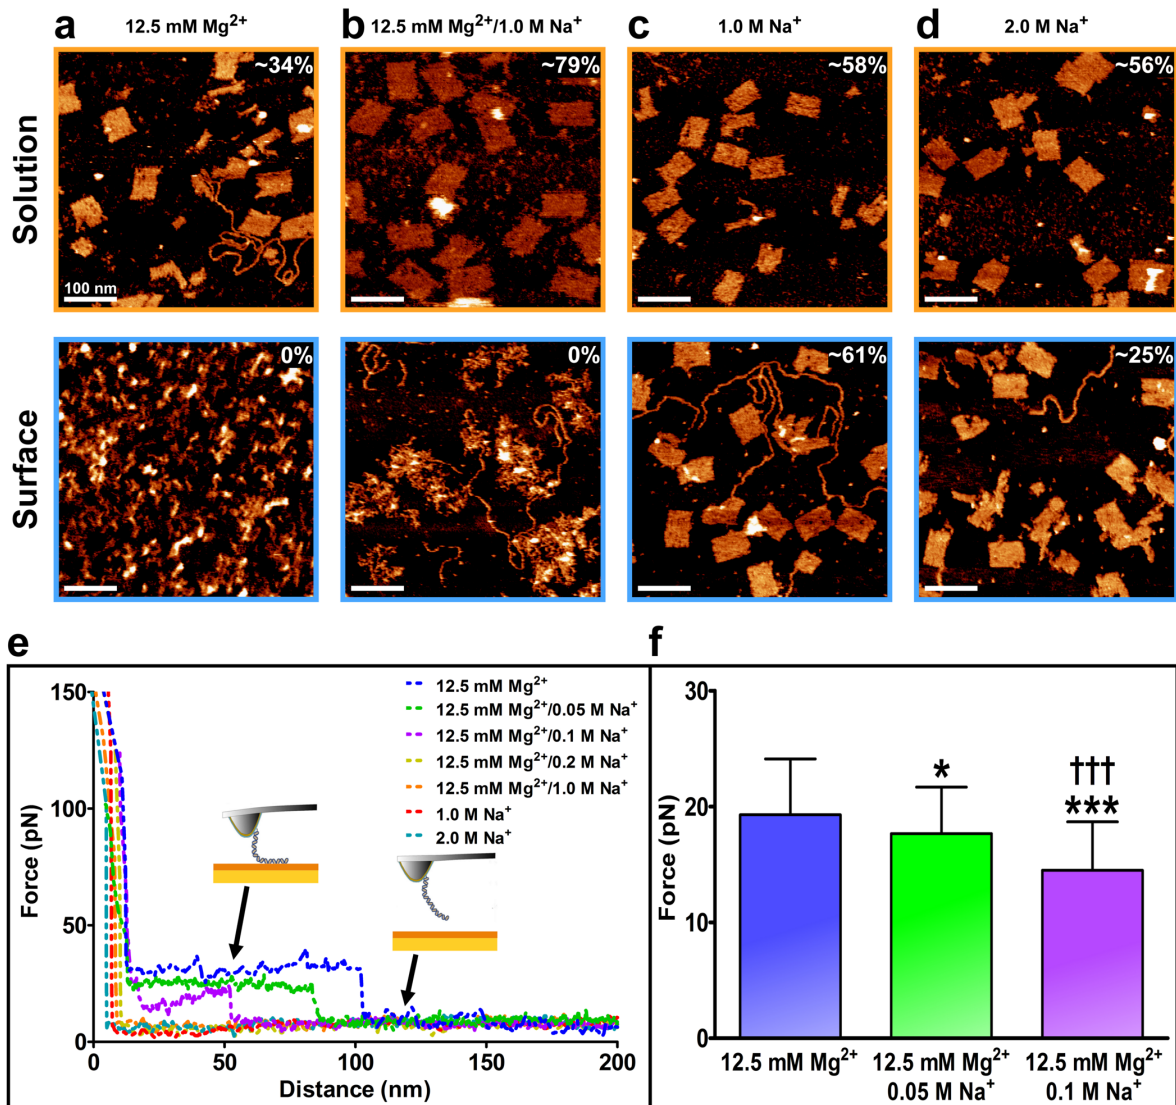 a 12.5 mM Mg²⁺
b 12.5 mM Mg²⁺/1.0 M Na⁺
c 1.0 M Na⁺
d 2.0 M Na⁺
Solution
~34%
100 nm
~79%
~58%
~56%
Surface
0%
0%
~61%
~25%
e
150
100
50
0
Force (pN)
0 50 100 150 200
Distance (nm)
12.5 mM Mg²⁺
12.5 mM Mg²⁺/0.05 M Na⁺
12.5 mM Mg²⁺/0.1 M Na⁺
12.5 mM Mg²⁺/0.2 M Na⁺
12.5 mM Mg²⁺/1.0 M Na⁺
1.0 M Na⁺
2.0 M Na⁺
f
30
20
10
0
Force (pN)
*
†††
***
12.5 mM Mg²⁺
12.5 mM Mg²⁺
0.05 M Na⁺
12.5 mM Mg²⁺
0.1 M Na⁺